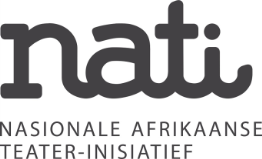 nati
NASIONALE AFRIKAANSE
TEATER-INISIATIEF